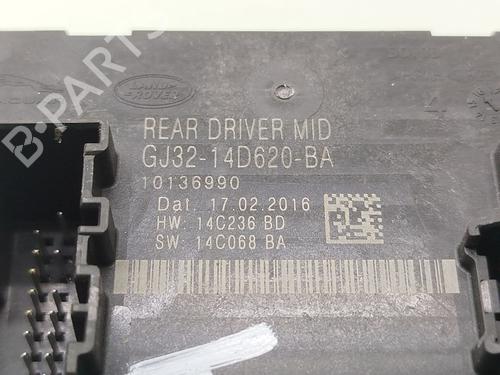 B-PARTS
LAND-
ROVER
REAR DRIVER MID
GJ32-14D620-BA
10136990
Dat. 17.02.2016
HW: 14C236 BD
SW: 14C068 BA